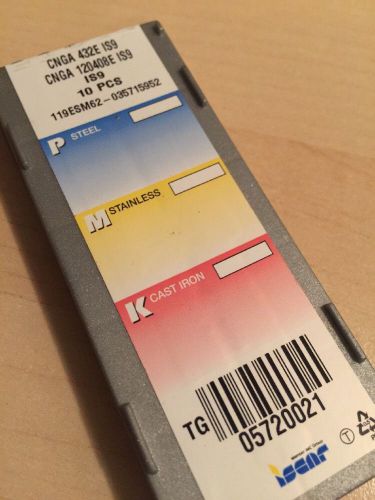 CNGA 432E IS9
CNGA 120408E IS9
IS9
10 PCS
119ESM62-035715952
P STEEL
M STAINLESS
K CAST IRON
TG
05720021
T
iscar